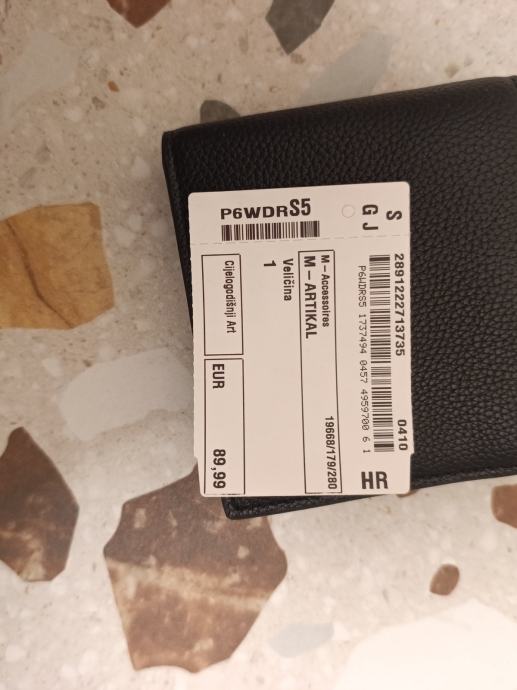 P6WDRS5
S
G J
2891222713735 0410
P6WDRS5 1737494 0457 4959700 6 1
HR
M – Accessoires
M – ARTIKAL
19668/179/280
Veličina
1
Cijelogodišnji Art
EUR 89,99